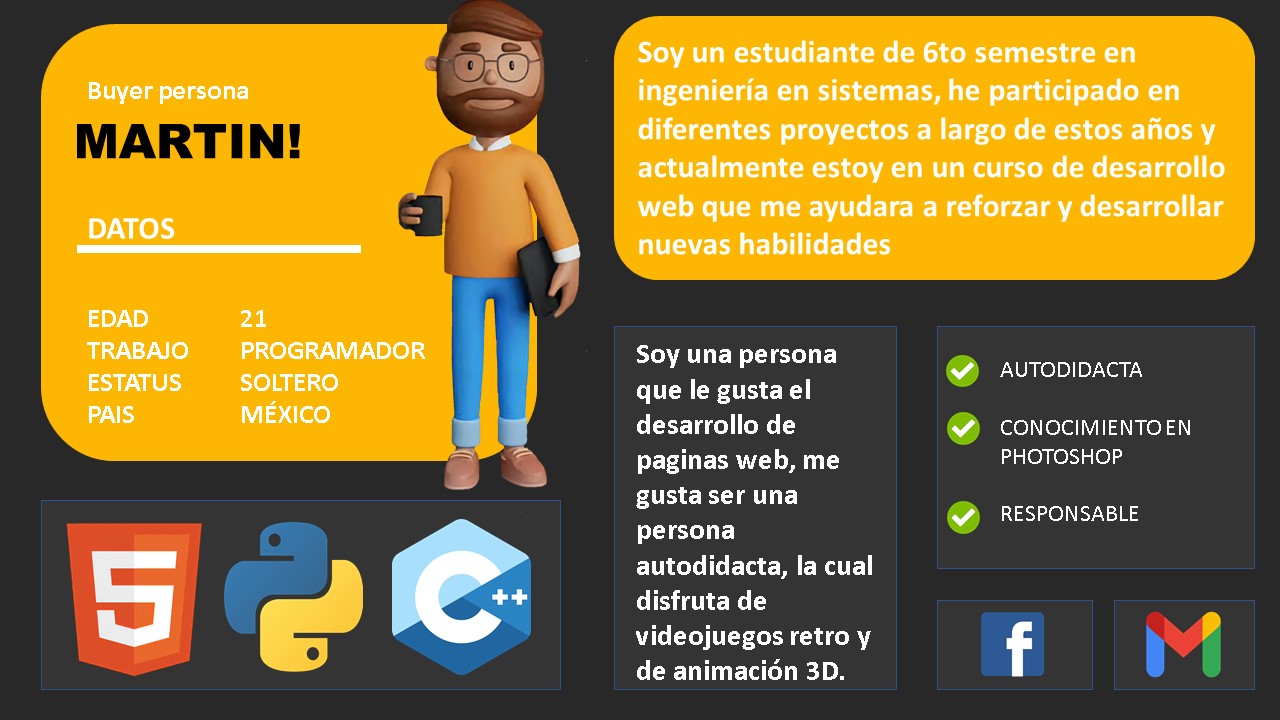 Buyer persona
MARTIN!
DATOS
EDAD 21
TRABAJO PROGRAMADOR
ESTATUS SOLTERO
PAIS MÉXICO
5
C++
Soy un estudiante de 6to semestre en
ingeniería en sistemas, he participado en
diferentes proyectos a largo de estos años y
actualmente estoy en un curso de desarrollo
web que me ayudara a reforzar y desarrollar
nuevas habilidades
Soy una persona
que le gusta el
desarrollo de
paginas web, me
gusta ser una
persona
autodidacta, la cual
disfruta de
videojuegos retro y
de animación 3D.
AUTODIDACTA
CONOCIMIENTO EN
PHOTOSHOP
RESPONSABLE
f
M